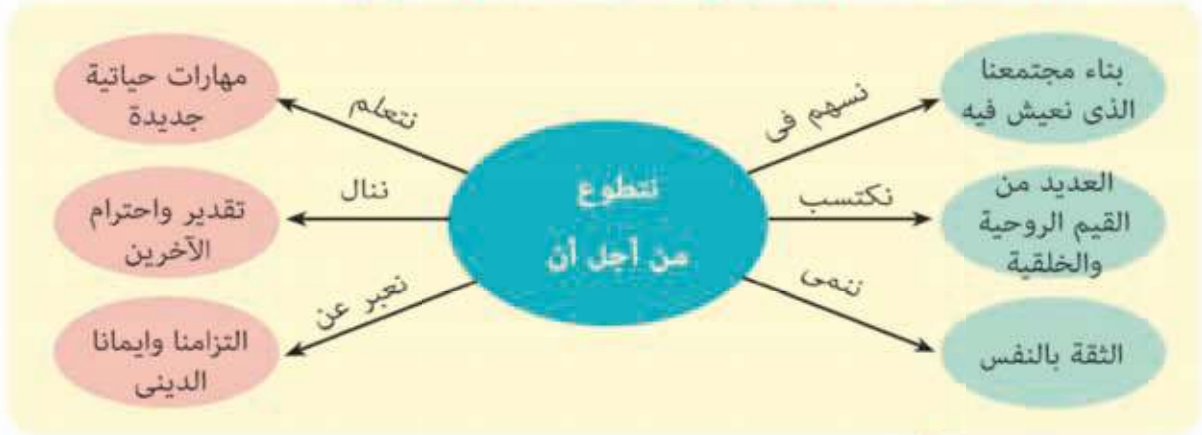 نتطوع
من أجل أن
نسهم فى
بناء مجتمعنا
الذى نعيش فيه
نكتسب
العديد من
القيم الروحية
والخلقية
ننمى
الثقة بالنفس
نتعلم
مهارات حياتية
جديدة
ننال
تقدير واحترام
الآخرين
نعبر عن
التزامنا وايمانا
الدينى